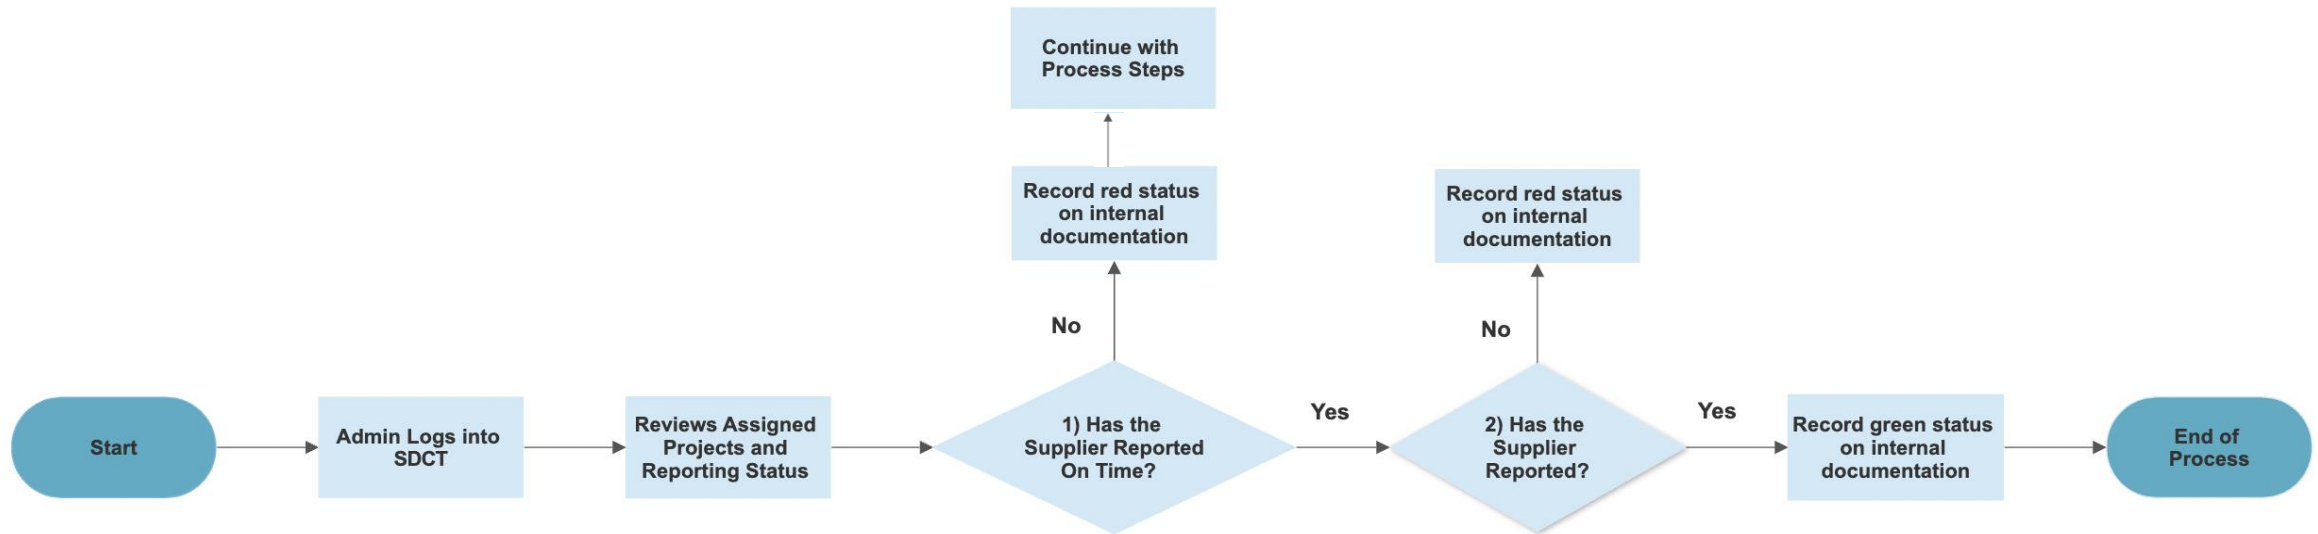 Continue with
Process Steps
Record red status
on internal
documentation
Record red status
on internal
documentation
No
No
Start
Admin Logs into
SDCT
Reviews Assigned
Projects and
Reporting Status
1) Has the
Supplier Reported
On Time?
Yes
2) Has the
Supplier
Reported?
Yes
Record green status
on internal
documentation
End of
Process